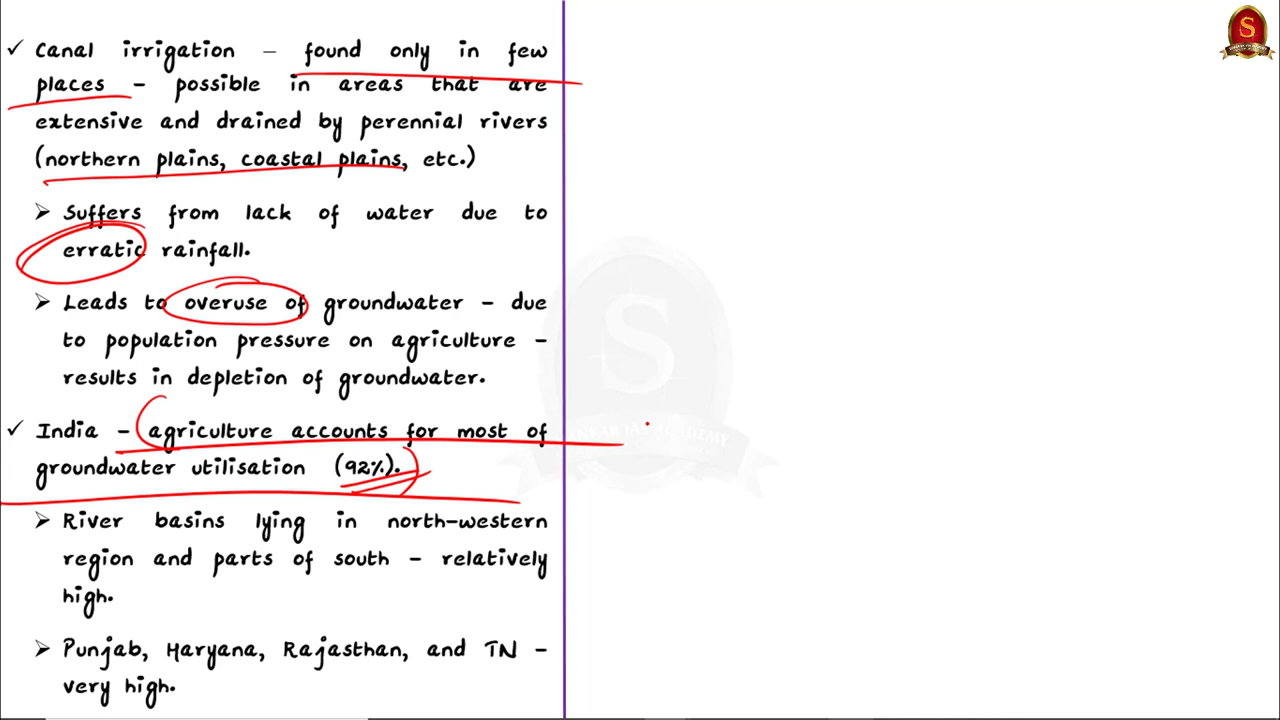 ✓ Canal irrigation – found only in few
places – possible in areas that are
extensive and drained by perennial rivers
(northern plains, coastal plains, etc.)
➢ Suffers from lack of water due to
erratic rainfall.
➢ Leads to overuse of groundwater – due
to population pressure on agriculture –
results in depletion of groundwater.
✓ India – agriculture accounts for most of
groundwater utilisation (92%).
➢ River basins lying in north-western
region and parts of south – relatively
high.
➢ Punjab, Haryana, Rajasthan, and TN –
very high.
S